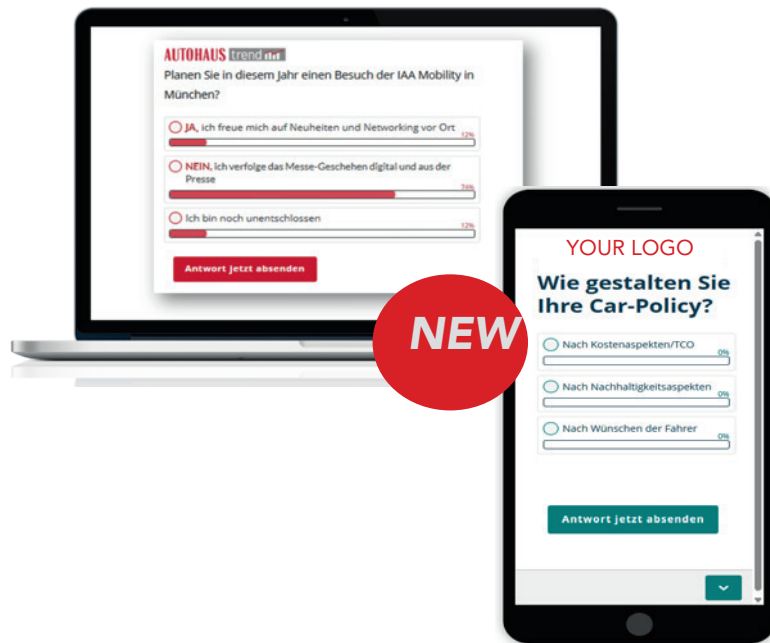 AUTOHAUS trend
Planen Sie in diesem Jahr einen Besuch der IAA Mobility in
München?
JA, ich freue mich auf Neuheiten und Networking vor Ort
12%
NEIN, ich verfolge das Messe-Geschehen digital und aus der
Presse
74%
Ich bin noch unentschlossen
12%
Antwort jetzt absenden
NEW
YOUR LOGO
Wie gestalten Sie
Ihre Car-Policy?
Nach Kostenaspekten/TCO
0%
Nach Nachhaltigkeitsaspekten
0%
Nach Wünschen der Fahrer
0%
Antwort jetzt absenden